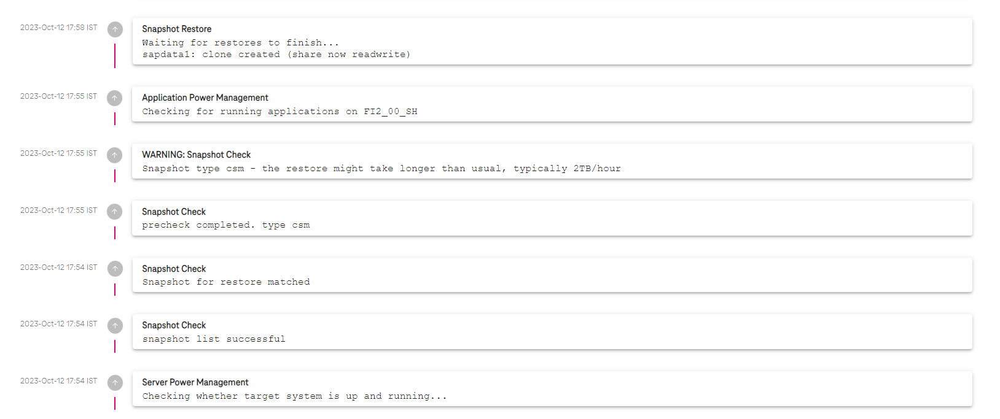 2023-Oct-12 17:58 IST
Snapshot Restore
Waiting for restores to finish...
sapdata1: clone created (share now readwrite)
2023-Oct-12 17:55 IST
Application Power Management
Checking for running applications on FI2_00_SH
2023-Oct-12 17:55 IST
WARNING: Snapshot Check
Snapshot type csm - the restore might take longer than usual, typically 2TB/hour
2023-Oct-12 17:55 IST
Snapshot Check
precheck completed. type csm
2023-Oct-12 17:54 IST
Snapshot Check
Snapshot for restore matched
2023-Oct-12 17:54 IST
Snapshot Check
snapshot list successful
2023-Oct-12 17:54 IST
Server Power Management
Checking whether target system is up and running...